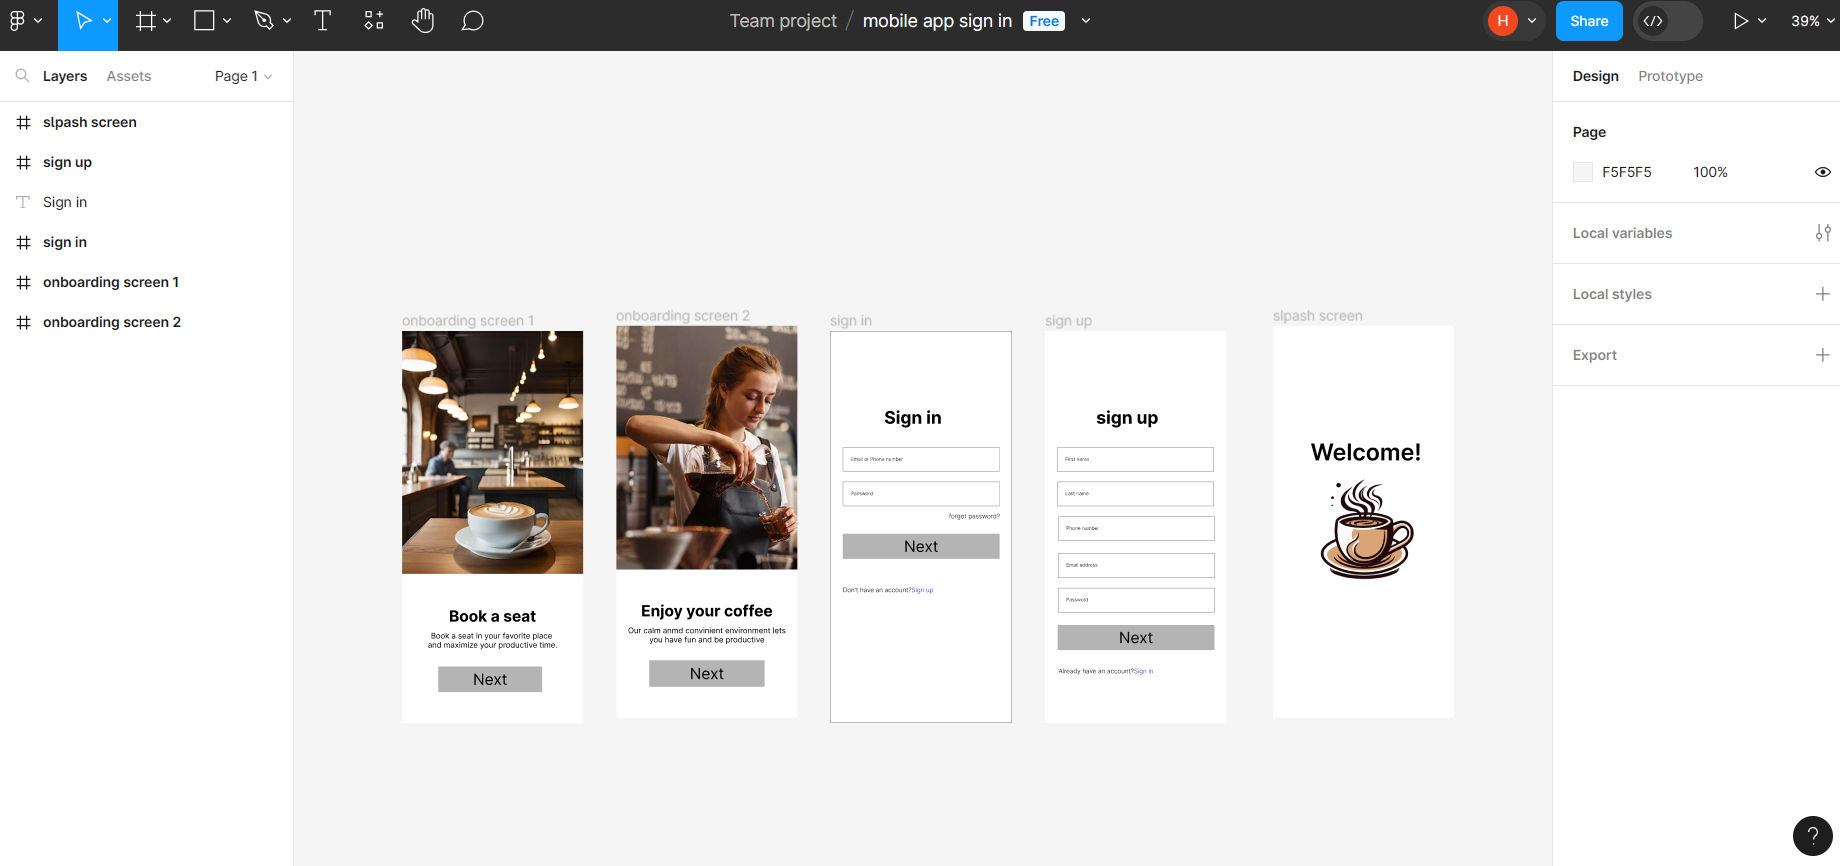 Team project / mobile app sign in Free
H
Share
39%
Layers Assets Page 1
slpash screen
sign up
Sign in
sign in
onboarding screen 1
onboarding screen 2
Design Prototype
Page
F5F5F5 100%
Local variables
Local styles
Export
onboarding screen 1
Book a seat
Book a seat in your favorite place
and maximize your productive time.
Next
onboarding screen 2
Enjoy your coffee
Our calm anmd convinient environment lets
you have fun and be productive
Next
sign in
Sign in
Email or Phone number
Password
forgot password?
Next
Don't have an account?Sign up
sign up
sign up
First name
Last name
Phone number
Email address
Password
Next
Already have an account?Sign in
slpash screen
Welcome!
?